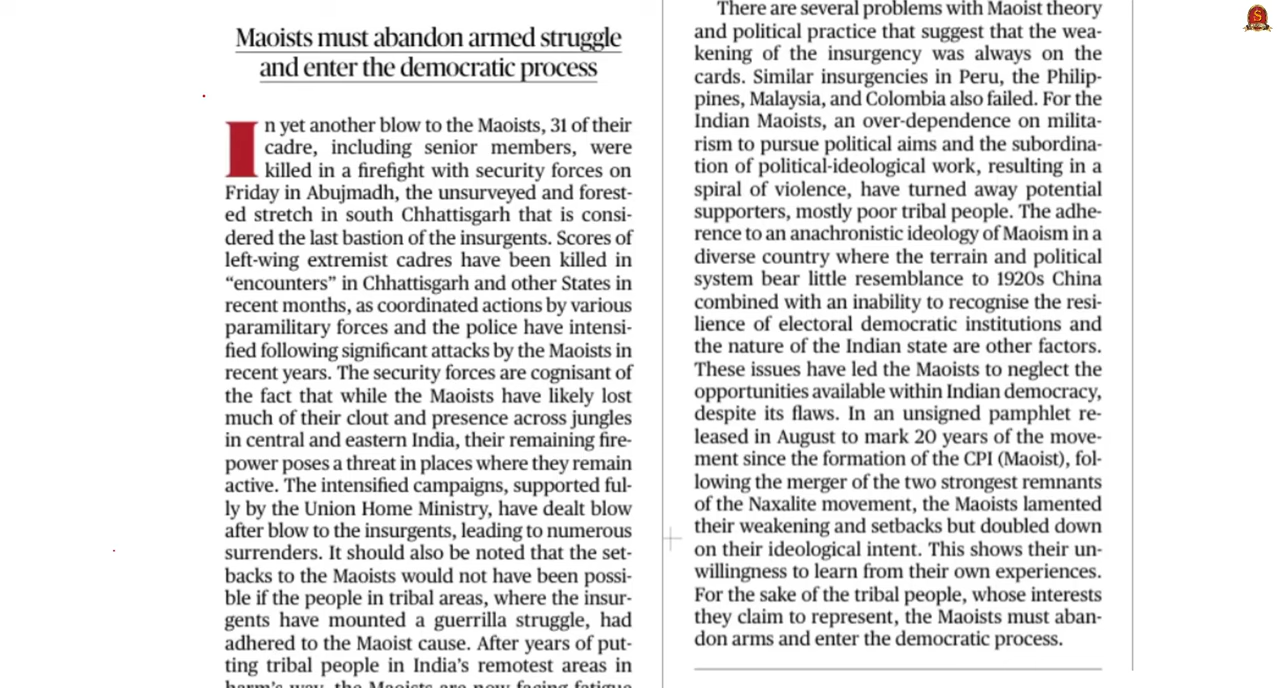 Maoists must abandon armed struggle
and enter the democratic process
In yet another blow to the Maoists, 31 of their
cadre, including senior members, were
killed in a firefight with security forces on
Friday in Abujmadh, the unsurveyed and forest-
ed stretch in south Chhattisgarh that is consi-
dered the last bastion of the insurgents. Scores of
left-wing extremist cadres have been killed in
“encounters” in Chhattisgarh and other States in
recent months, as coordinated actions by various
paramilitary forces and the police have intensi-
fied following significant attacks by the Maoists in
recent years. The security forces are cognisant of
the fact that while the Maoists have likely lost
much of their clout and presence across jungles
in central and eastern India, their remaining fire-
power poses a threat in places where they remain
active. The intensified campaigns, supported ful-
ly by the Union Home Ministry, have dealt blow
after blow to the insurgents, leading to numerous
surrenders. It should also be noted that the set-
backs to the Maoists would not have been possi-
ble if the people in tribal areas, where the insur-
gents have mounted a guerrilla struggle, had
adhered to the Maoist cause. After years of put-
ting tribal people in India’s remotest areas in
harm’s way, the Maoists are now facing fatigue
There are several problems with Maoist theory
and political practice that suggest that the wea-
kening of the insurgency was always on the
cards. Similar insurgencies in Peru, the Philip-
pines, Malaysia, and Colombia also failed. For the
Indian Maoists, an over-dependence on milita-
rism to pursue political aims and the subordina-
tion of political-ideological work, resulting in a
spiral of violence, have turned away potential
supporters, mostly poor tribal people. The adhe-
rence to an anachronistic ideology of Maoism in a
diverse country where the terrain and political
system bear little resemblance to 1920s China
combined with an inability to recognise the resi-
lience of electoral democratic institutions and
the nature of the Indian state are other factors.
These issues have led the Maoists to neglect the
opportunities available within Indian democracy,
despite its flaws. In an unsigned pamphlet re-
leased in August to mark 20 years of the move-
ment since the formation of the CPI (Maoist), fol-
lowing the merger of the two strongest remnants
of the Naxalite movement, the Maoists lamented
their weakening and setbacks but doubled down
on their ideological intent. This shows their un-
willingness to learn from their own experiences.
For the sake of the tribal people, whose interests
they claim to represent, the Maoists must aban-
don arms and enter the democratic process.